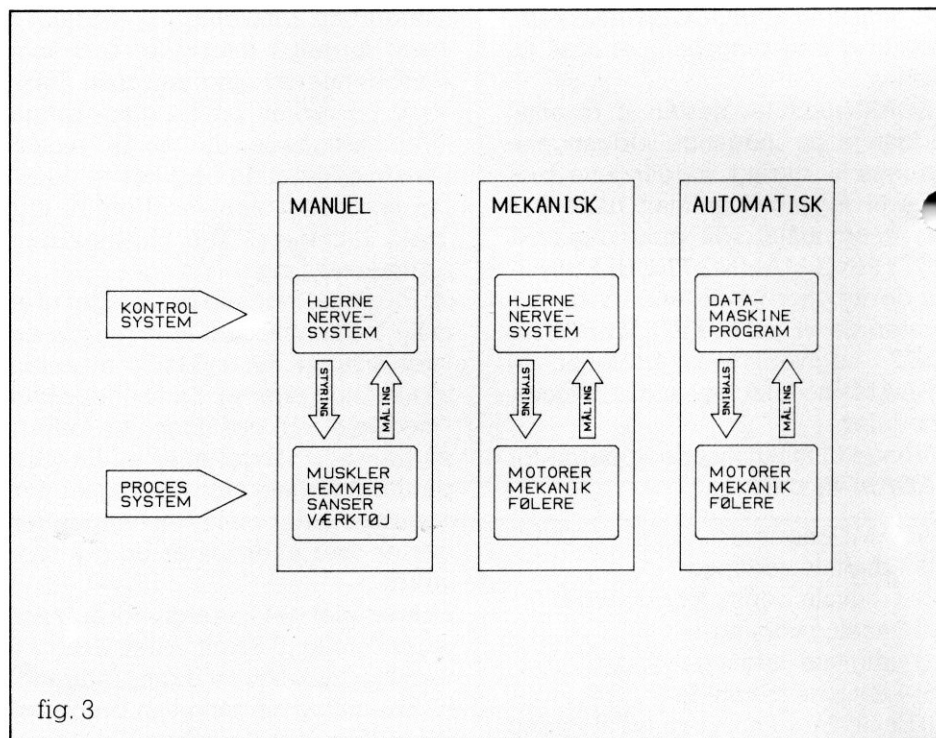 MANUEL
MEKANISK
AUTOMATISK
KONTROL
SYSTEM
HJERNE
NERVE-
SYSTEM
HJERNE
NERVE-
SYSTEM
DATA-
MASKINE
PROGRAM
STYRING
MÅLING
STYRING
MÅLING
STYRING
MÅLING
PROCES
SYSTEM
MUSKLER
LEMMER
SANSER
VÆRKTØJ
MOTORER
MEKANIK
FØLERE
MOTORER
MEKANIK
FØLERE
fig. 3